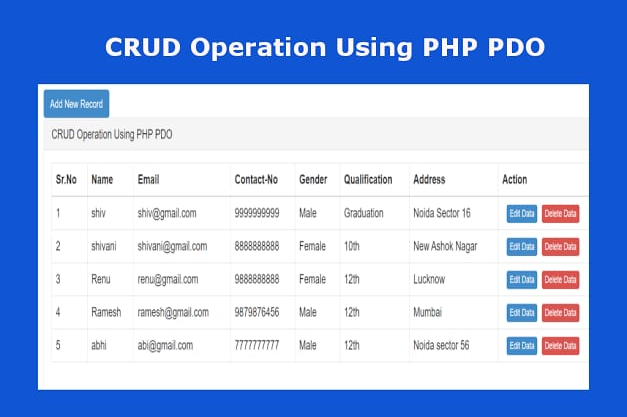 CRUD Operation Using PHP PDO
Add New Record
CRUD Operation Using PHP PDO
Sr.No Name Email Contact-No Gender Qualification Address Action
1 shiv shiv@gmail.com 9999999999 Male Graduation Noida Sector 16 Edit Data Delete Data
2 shivani shivani@gmail.com 8888888888 Female 10th New Ashok Nagar Edit Data Delete Data
3 Renu renu@gmail.com 9888888888 Female 12th Lucknow Edit Data Delete Data
4 Ramesh ramesh@gmail.com 9879876456 Male 12th Mumbai Edit Data Delete Data
5 abhi abi@gmail.com 7777777777 Male 12th Noida sector 56 Edit Data Delete Data